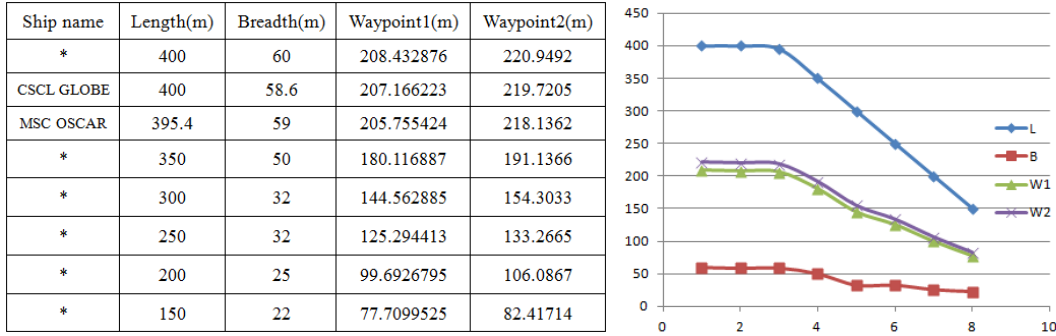 Ship name Length(m) Breadth(m) Waypoint1(m) Waypoint2(m)
* 400 60 208.432876 220.9492
CSCL GLOBE 400 58.6 207.166223 219.7205
MSC OSCAR 395.4 59 205.755424 218.1362
* 350 50 180.116887 191.1366
* 300 32 144.562885 154.3033
* 250 32 125.294413 133.2665
* 200 25 99.6926795 106.0867
* 150 22 77.7099525 82.41714
450
400
350
300
250
200
150
100
50
0
0 2 4 6 8 10
L
B
W1
W2